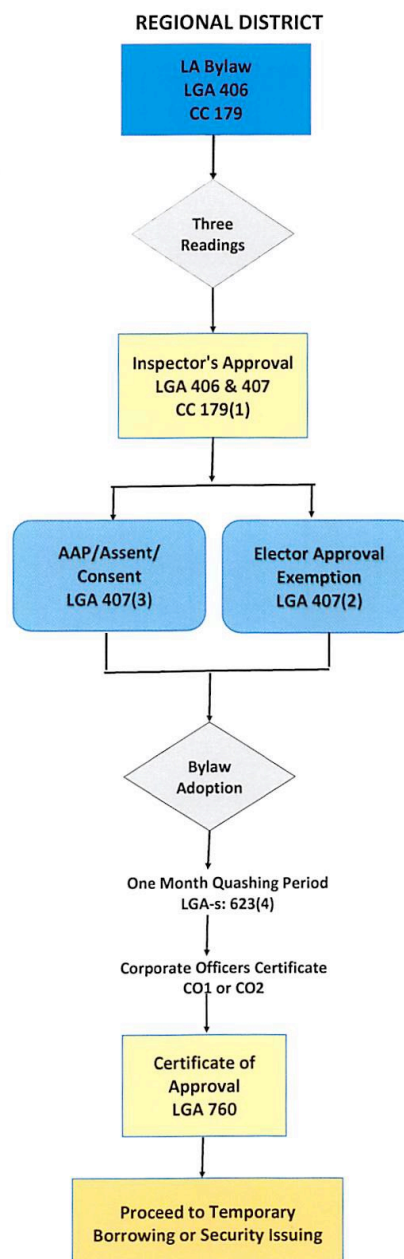 REGIONAL DISTRICT
LA Bylaw
LGA 406
CC 179
Three
Readings
Inspector's Approval
LGA 406 & 407
CC 179(1)
AAP/Assent/
Consent
LGA 407(3)
Elector Approval
Exemption
LGA 407(2)
Bylaw
Adoption
One Month Quashing Period
LGA-s: 623(4)
Corporate Officers Certificate
CO1 or CO2
Certificate of
Approval
LGA 760
Proceed to Temporary
Borrowing or Security Issuing